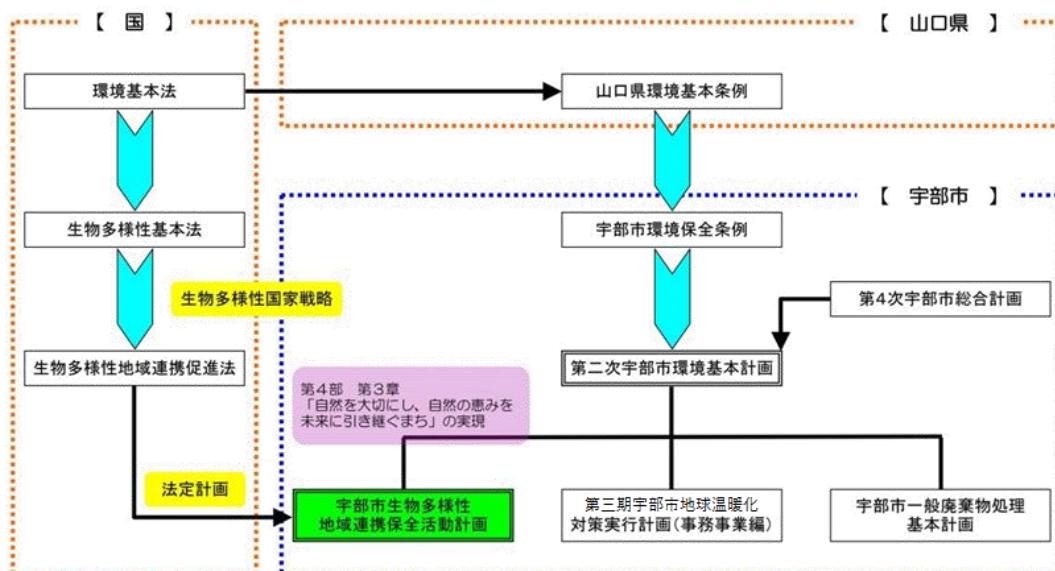 【 国 】
【 山口県 】
環境基本法
山口県環境基本条例
【 宇部市 】
生物多様性基本法
宇部市環境保全条例
生物多様性国家戦略
第4次宇部市総合計画
生物多様性地域連携促進法
第二次宇部市環境基本計画
第4部 第3章
「自然を大切にし、自然の恵みを
未来に引き継ぐまち」の実現
法定計画
宇部市生物多様性
地域連携保全活動計画
第三期宇部市地球温暖化
対策実行計画(事務事業編)
宇部市一般廃棄物処理
基本計画